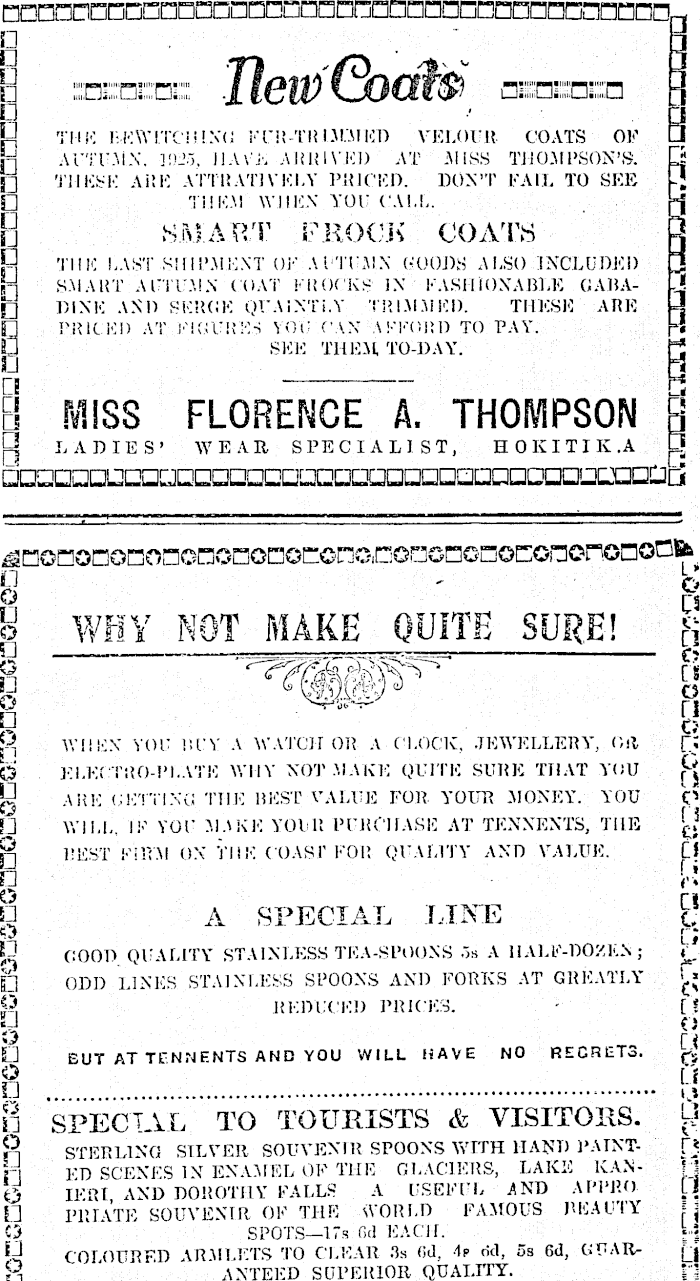 New Coats
THE BEWITCHING FUR-TRIMMED VELOUR COATS OF
AUTUMN, 1925, HAVE ARRIVED AT MISS THOMPSON'S.
THESE ARE ATTRATIVELY PRICED. DON'T FAIL TO SEE
THEM WHEN YOU CALL.
SMART FROCK COATS
THE LAST SHIPMENT OF AUTUMN GOODS ALSO INCLUDED
SMART AUTUMN COAT FROCKS IN FASHIONABLE GABA-
DINE AND SERGE QUAINTLY TRIMMED. THESE ARE
PRICED AT FIGURES YOU CAN AFFORD TO PAY.
SEE THEM TO-DAY.
MISS FLORENCE A. THOMPSON
LADIES' WEAR SPECIALIST, HOKITIK.A
WHY NOT MAKE QUITE SURE!
WHEN YOU BUY A WATCH OR A CLOCK, JEWELLERY, OR
ELECTRO-PLATE WHY NOT MAKE QUITE SURE THAT YOU
ARE GETTING THE BEST VALUE FOR YOUR MONEY. YOU
WILL, IF YOU MAKE YOUR PURCHASE AT TENNENTS, THE
BEST FIRM ON THE COAST FOR QUALITY AND VALUE.
A SPECIAL LINE
GOOD QUALITY STAINLESS TEA-SPOONS 5s A HALF-DOZEN;
ODD LINES STAINLESS SPOONS AND FORKS AT GREATLY
REDUCED PRICES.
BUT AT TENNENTS AND YOU WILL HAVE NO REGRETS.
SPECIAL TO TOURISTS & VISITORS.
STERLING SILVER SOUVENIR SPOONS WITH HAND PAINT-
ED SCENES IN ENAMEL OF THE GLACIERS, LAKE KAN-
IERI, AND DOROTHY FALLS A USEFUL AND APPRO
PRIATE SOUVENIR OF THE WORLD FAMOUS BEAUTY
SPOTS—17s 6d EACH.
COLOURED ARMLETS TO CLEAR 3s 6d, 4s 6d, 5s 6d, GUAR-
ANTEED SUPERIOR QUALITY.